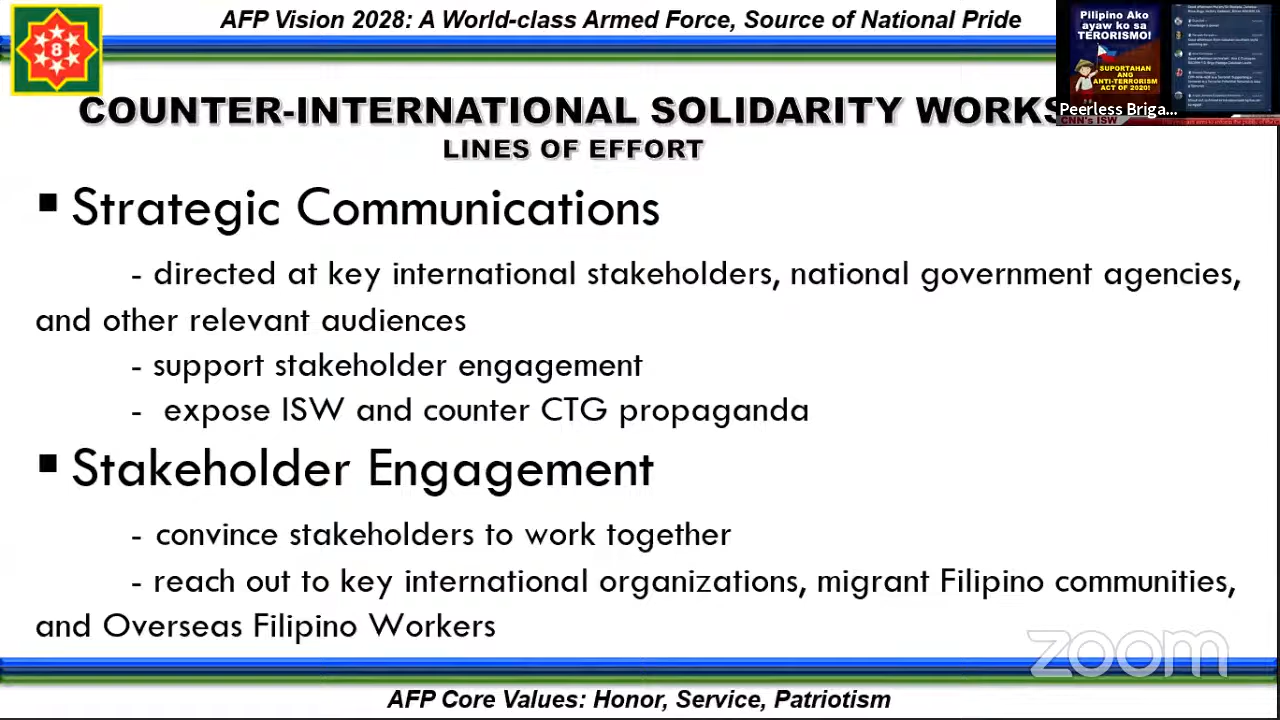 AFP Vision 2028: A World-class Armed Force, Source of National Pride
8
Pilipino Ako
ayaw ko sa
TERORISMO!
SUPORTAHAN
ANG
ANTI-TERRORISM
ACT OF 2020!
Peerless Briga...
CNN's ISW
COUNTER-INTERNATIONAL SOLIDARITY WORKS
LINES OF EFFORT
▪ Strategic Communications
- directed at key international stakeholders, national government agencies,
and other relevant audiences
- support stakeholder engagement
- expose ISW and counter CTG propaganda
▪ Stakeholder Engagement
- convince stakeholders to work together
- reach out to key international organizations, migrant Filipino communities,
and Overseas Filipino Workers
zoom
AFP Core Values: Honor, Service, Patriotism